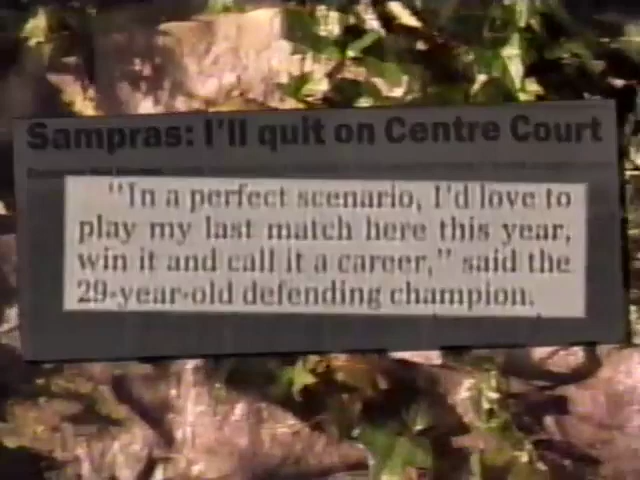 Sampras: I'll quit on Centre Court
"In a perfect scenario, I'd love to
play my last match here this year,
win it and call it a career," said the
29-year-old defending champion.